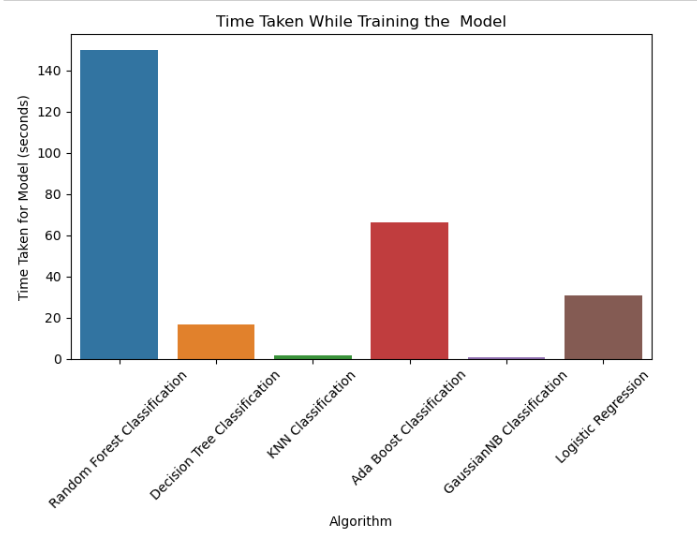 Time Taken While Training the  Model
Time Taken for Model (seconds)
140
120
100
80
60
40
20
0
Random Forest Classification
Decision Tree Classification
KNN Classification
Ada Boost Classification
GaussianNB Classification
Logistic Regression
Algorithm